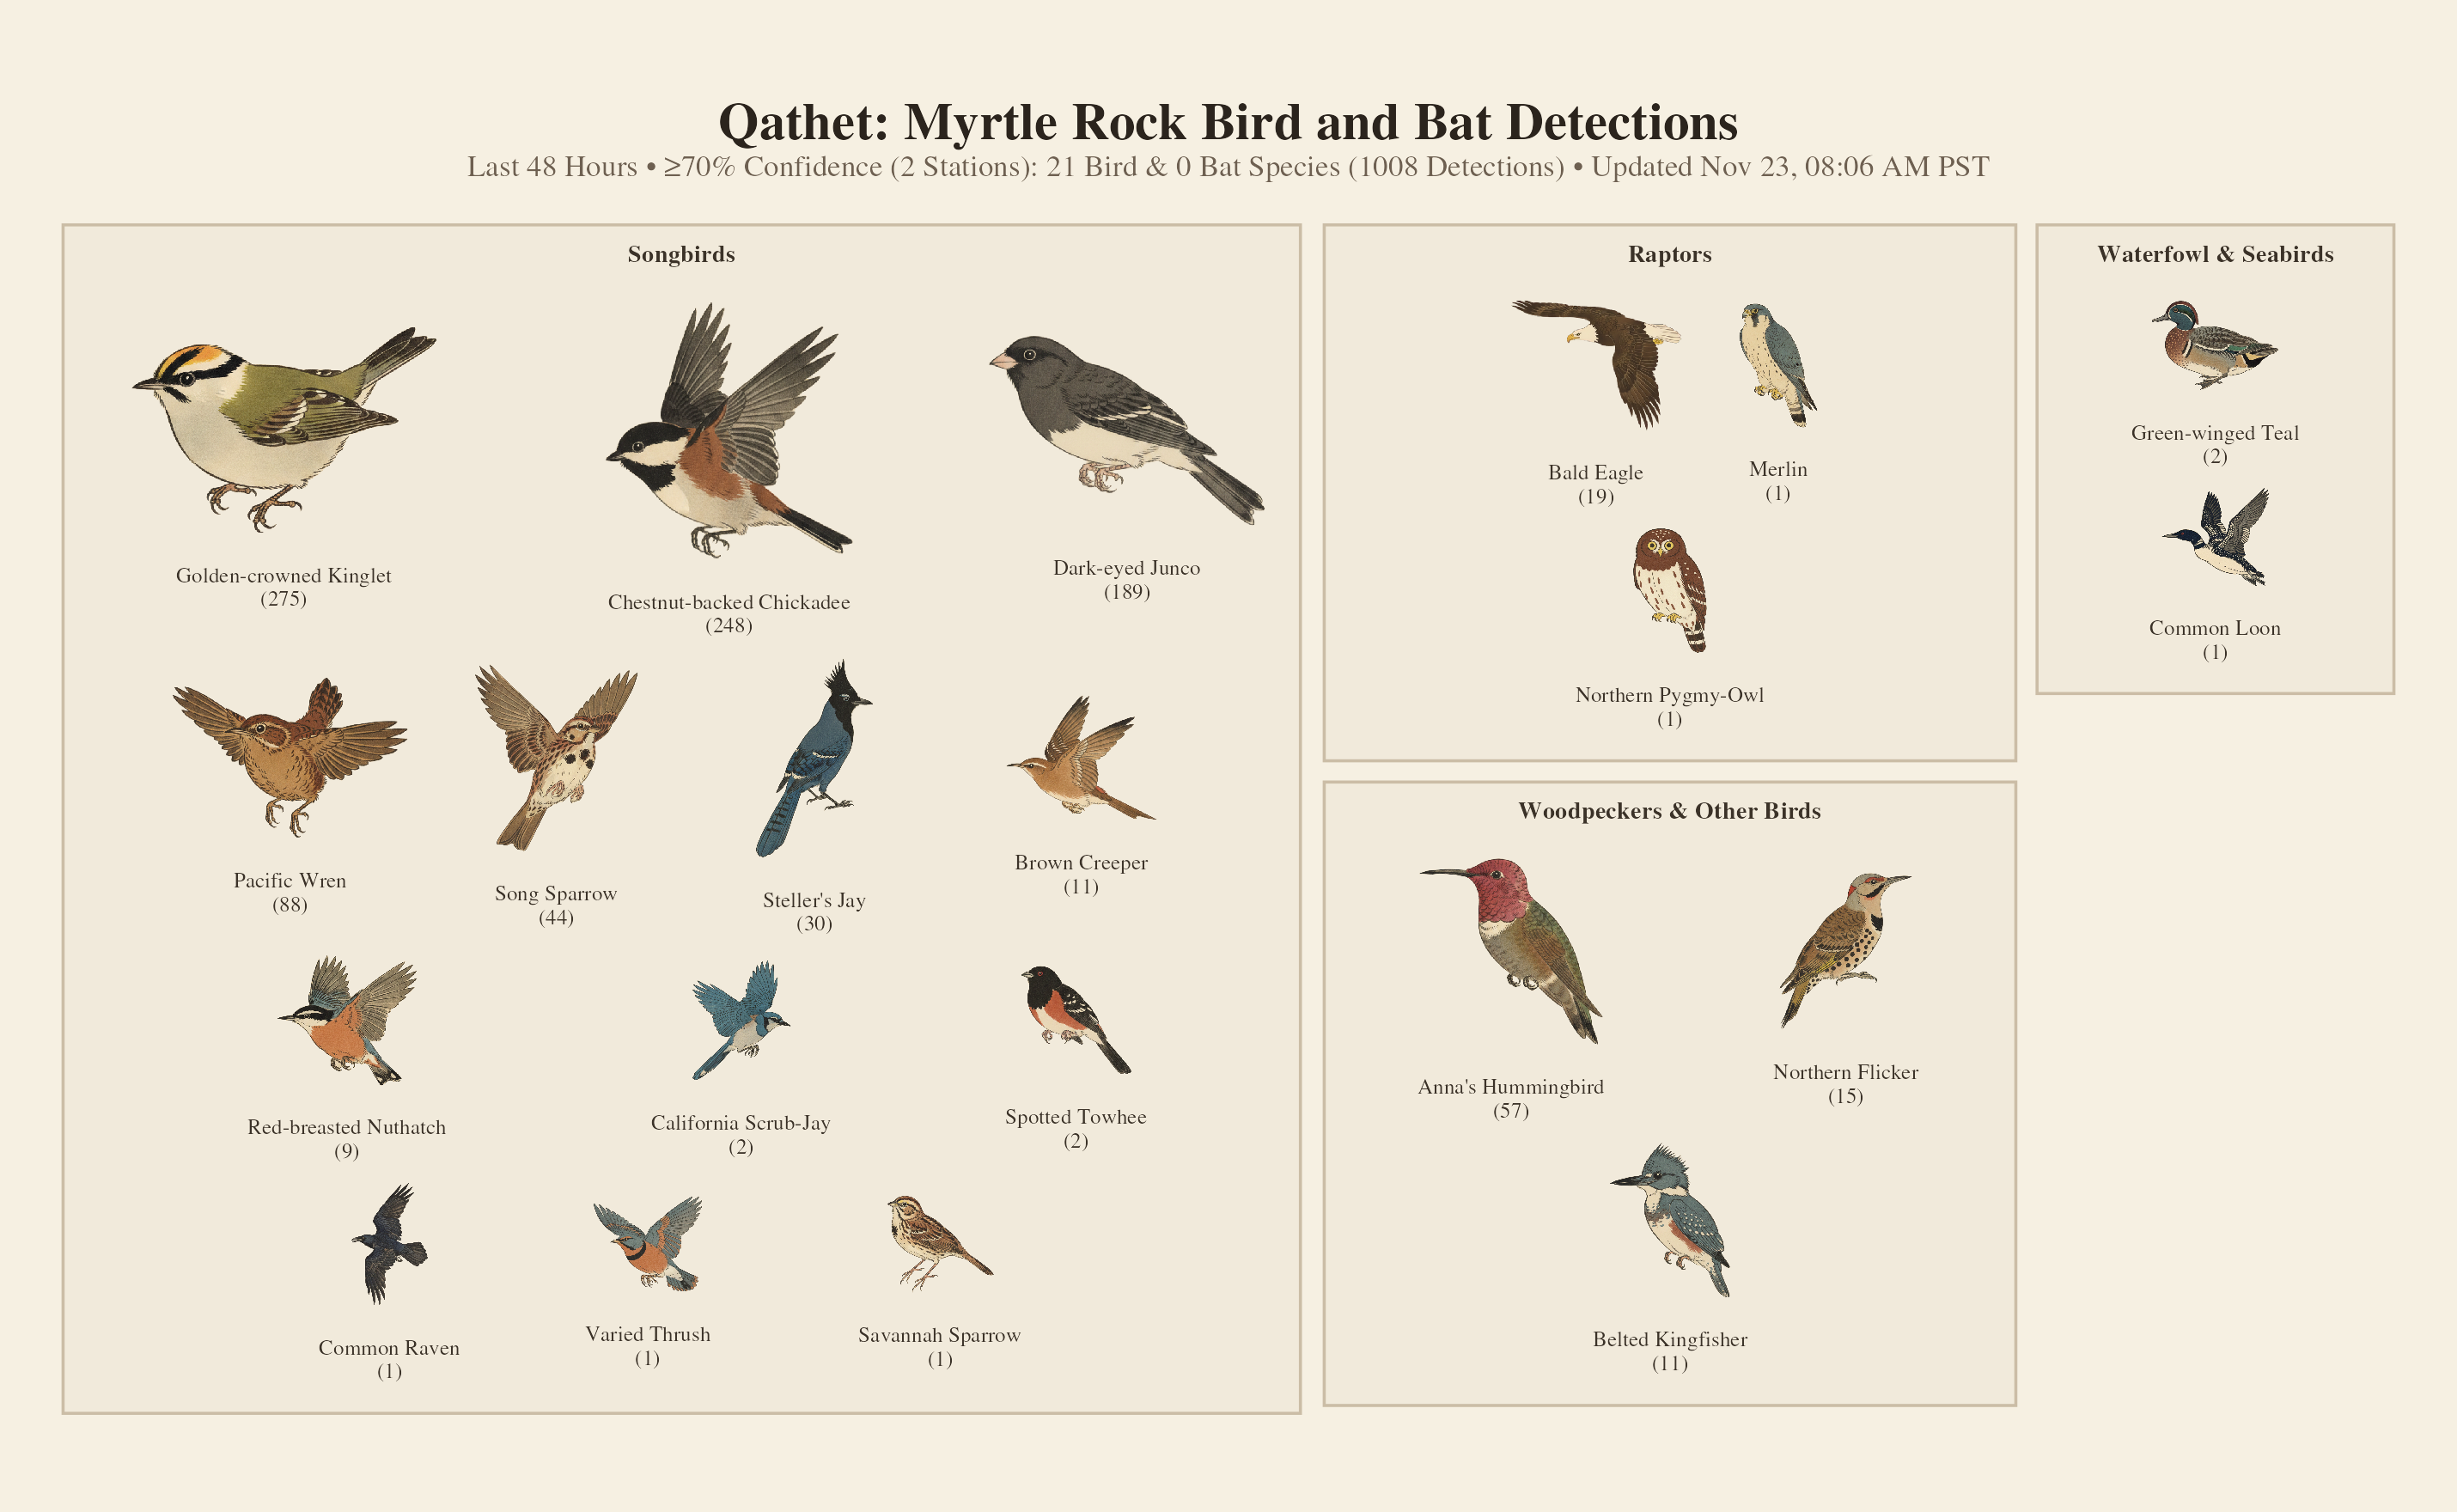 Qathet: Myrtle Rock Bird and Bat Detections
Last 48 Hours • ≥70% Confidence (2 Stations): 21 Bird & 0 Bat Species (1008 Detections) • Updated Nov 23, 08:06 AM PST
Songbirds
Golden-crowned Kinglet
(275)
Chestnut-backed Chickadee
(248)
Dark-eyed Junco
(189)
Pacific Wren
(88)
Song Sparrow
(44)
Steller's Jay
(30)
Brown Creeper
(11)
Red-breasted Nuthatch
(9)
California Scrub-Jay
(2)
Spotted Towhee
(2)
Common Raven
(1)
Varied Thrush
(1)
Savannah Sparrow
(1)
Raptors
Bald Eagle
(19)
Merlin
(1)
Northern Pygmy-Owl
(1)
Woodpeckers & Other Birds
Anna's Hummingbird
(57)
Northern Flicker
(15)
Belted Kingfisher
(11)
Waterfowl & Seabirds
Green-winged Teal
(2)
Common Loon
(1)